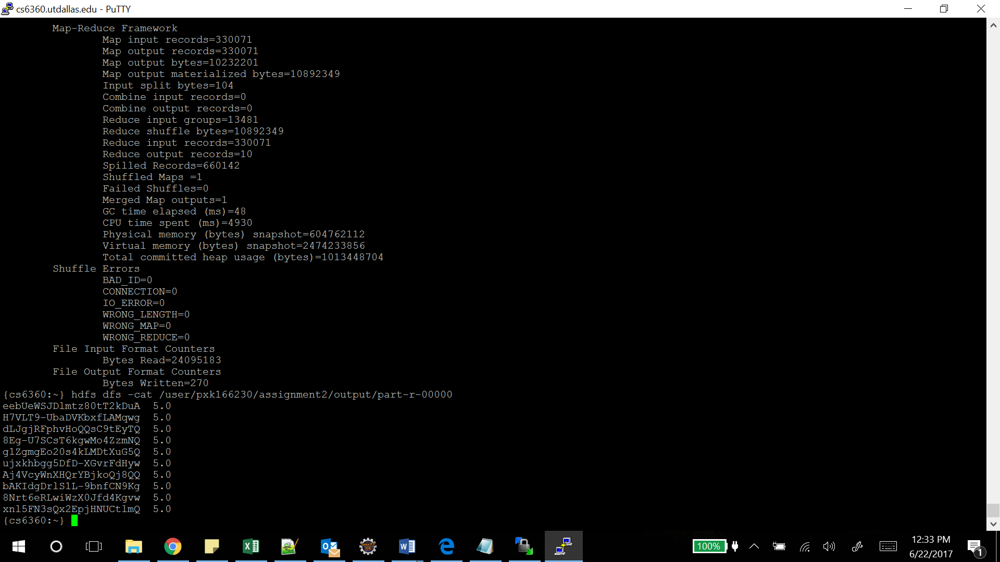 cs6360.utdallas.edu - PuTTY
Map-Reduce Framework
Map input records=330071
Map output records=330071
Map output bytes=10232201
Map output materialized bytes=10892349
Input split bytes=104
Combine input records=0
Combine output records=0
Reduce input groups=13481
Reduce shuffle bytes=10892349
Reduce input records=330071
Reduce output records=10
Spilled Records=660142
Shuffled Maps =1
Failed Shuffles=0
Merged Map outputs=1
GC time elapsed (ms)=48
CPU time spent (ms)=4930
Physical memory (bytes) snapshot=604762112
Virtual memory (bytes) snapshot=2474233856
Total committed heap usage (bytes)=1013448704
Shuffle Errors
BAD_ID=0
CONNECTION=0
IO_ERROR=0
WRONG_LENGTH=0
WRONG_MAP=0
WRONG_REDUCE=0
File Input Format Counters
Bytes Read=24095183
File Output Format Counters
Bytes Written=270
{cs6360:~} hdfs dfs -cat /user/pxk166230/assignment2/output/part-r-00000
eebUeWSJDlmtz80tT2kDuA 5.0
H7VLT9-UbaDVKbxfLAMqwg 5.0
dLJgjRFphvHoQQsC9tEyTQ 5.0
8Eg-U7SCsT6kgwMo4ZzmNQ 5.0
g1ZgmgEo20s4kLMDtXuG5Q 5.0
ujxkhbgg5DfD-XGvrFdHyw 5.0
Aj4VcyWnXHQrYBjkoQj8QQ 5.0
bAKIdgDrlS1L-9bnfCN9Kg 5.0
8Nrt6eRLwiWzX0Jfd4Kgvw 5.0
xnl5FN3sQx2EpjHNUCtlmQ 5.0
{cs6360:~}
100%
12:33 PM
6/22/2017
1